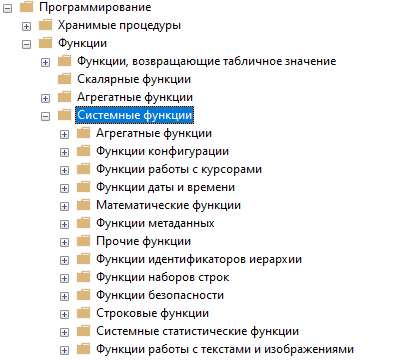 Программирование
Хранимые процедуры
Функции
Функции, возвращающие табличное значение
Скалярные функции
Агрегатные функции
Системные функции
Агрегатные функции
Функции конфигурации
Функции работы с курсорами
Функции даты и времени
Математические функции
Функции метаданных
Прочие функции
Функции идентификаторов иерархии
Функции наборов строк
Функции безопасности
Строковые функции
Системные статистические функции
Функции работы с текстами и изображениями